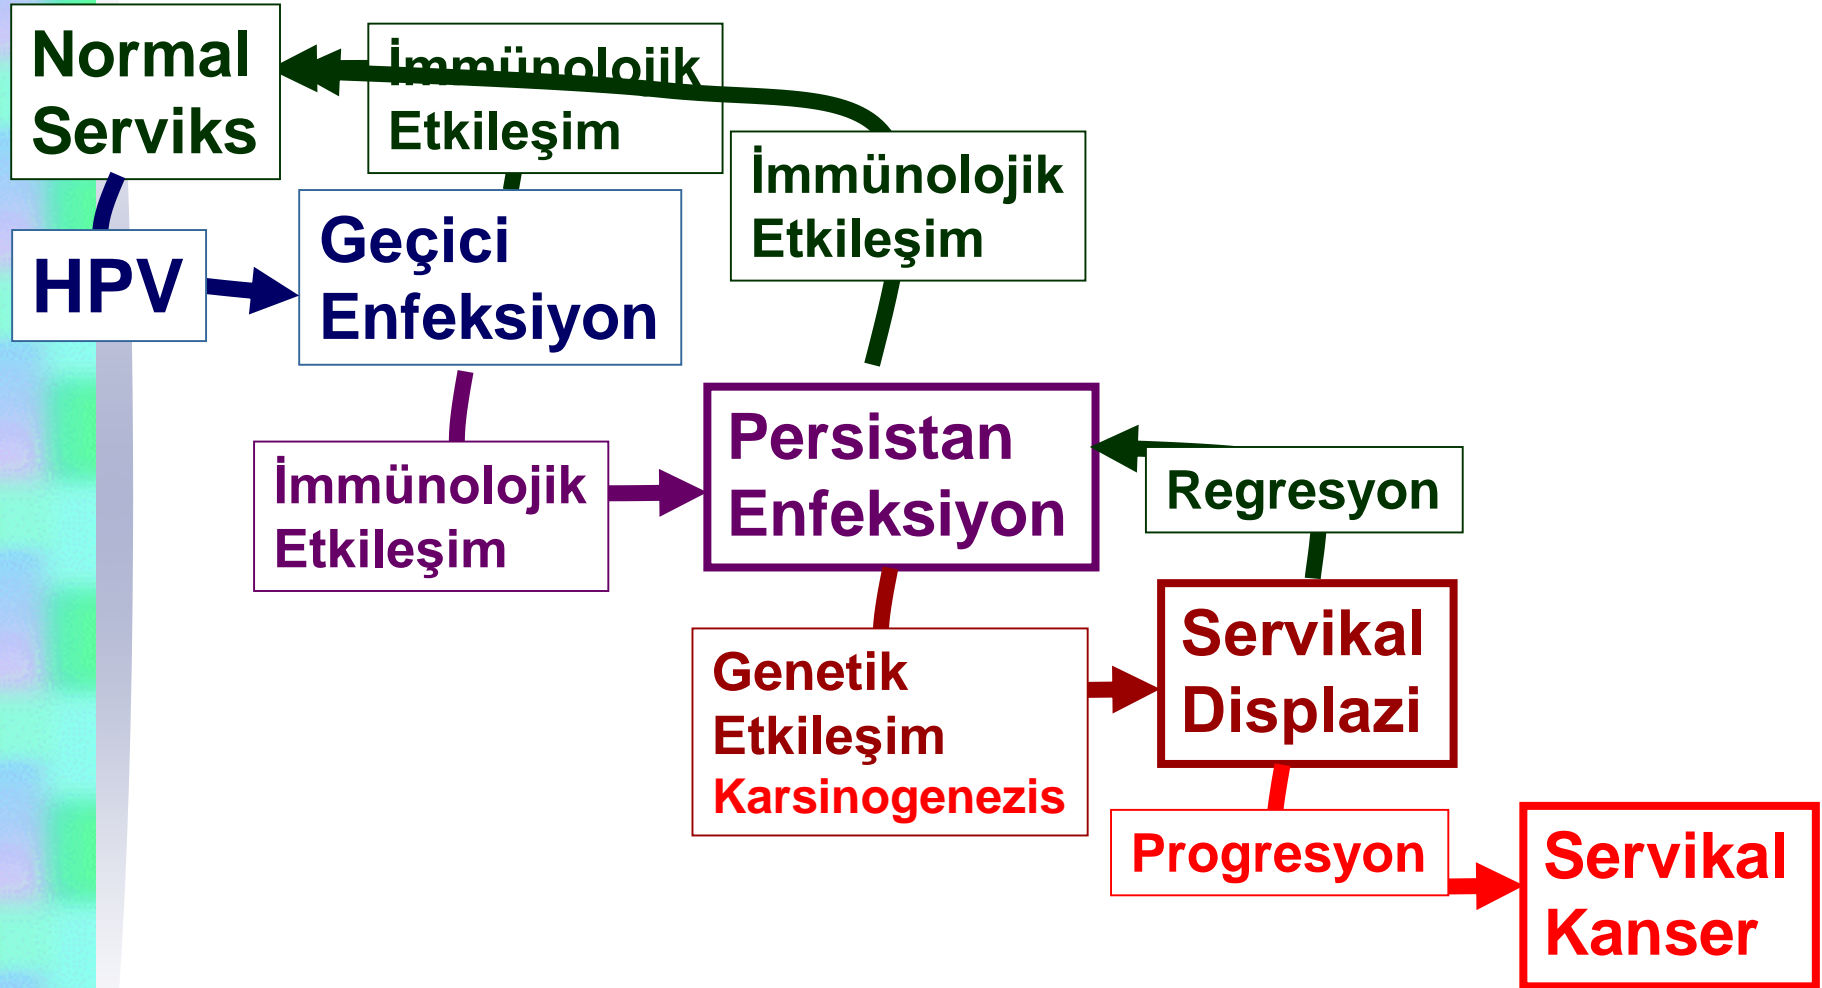 Normal
Serviks
İmmünolojik
Etkileşim
İmmünolojik
Etkileşim
HPV
Geçici
Enfeksiyon
İmmünolojik
Etkileşim
Persistan
Enfeksiyon
Regresyon
Genetik
Etkileşim
Karsinogenezis
Servikal
Displazi
Progresyon
Servikal
Kanser